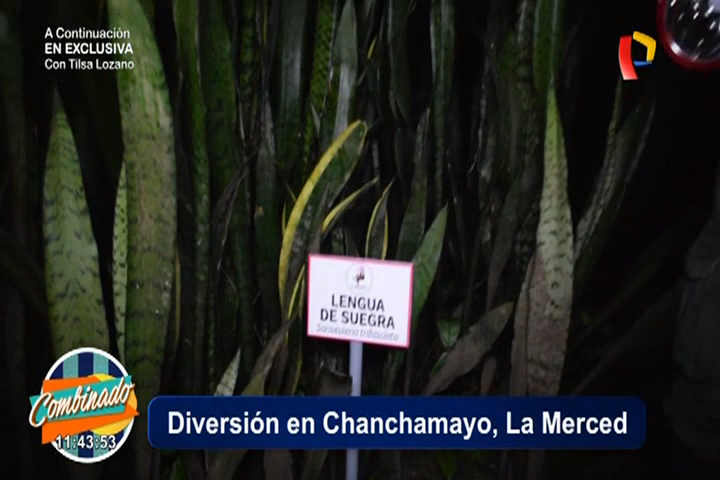 A Continuación
EN EXCLUSIVA
Con Tilsa Lozano
LENGUA
DE SUEGRA
Sansevieria trifasciata
Combinado
11:43:53
Diversión en Chanchamayo, La Merced